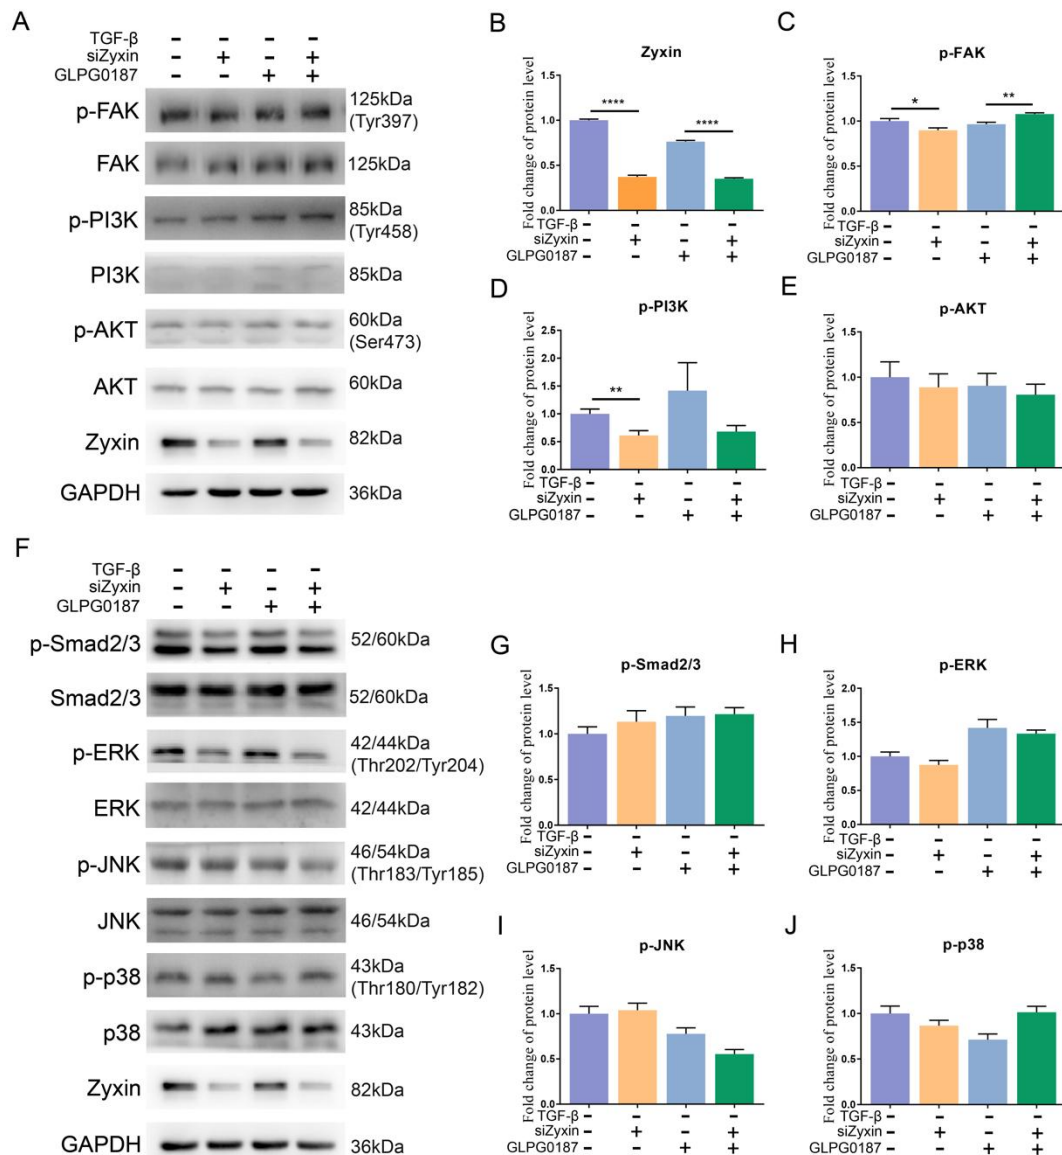 A
TGF-β - - - -
siZyxin - + - +
GLPG0187 - - + +
p-FAK 125kDa
(Tyr397)
FAK 125kDa
p-PI3K 85kDa
(Tyr458)
PI3K 85kDa
p-AKT 60kDa
(Ser473)
AKT 60kDa
Zyxin 82kDa
GAPDH 36kDa
B
Zyxin
Fold change of protein level
1.5
1.0
0.5
0.0
**** ****
TGF-β - - - -
siZyxin - + - +
GLPG0187 - - + +
C
p-FAK
Fold change of protein level
1.5
1.0
0.5
0.0
* **
TGF-β - - - -
siZyxin - + - +
GLPG0187 - - + +
D
p-PI3K
Fold change of protein level
2.5
2.0
1.5
1.0
0.5
0.0
**
TGF-β - - - -
siZyxin - + - +
GLPG0187 - - + +
E
p-AKT
Fold change of protein level
1.5
1.0
0.5
0.0
TGF-β - - - -
siZyxin - + - +
GLPG0187 - - + +
F
TGF-β - - - -
siZyxin - + - +
GLPG0187 - - + +
p-Smad2/3 52/60kDa
Smad2/3 52/60kDa
p-ERK 42/44kDa
(Thr202/Tyr204)
ERK 42/44kDa
p-JNK 46/54kDa
(Thr183/Tyr185)
JNK 46/54kDa
p-p38 43kDa
(Thr180/Tyr182)
p38 43kDa
Zyxin 82kDa
GAPDH 36kDa
G
p-Smad2/3
Fold change of protein level
1.5
1.0
0.5
0.0
TGF-β - - - -
siZyxin - + - +
GLPG0187 - - + +
H
p-ERK
Fold change of protein level
2.0
1.5
1.0
0.5
0.0
TGF-β - - - -
siZyxin - + - +
GLPG0187 - - + +
I
p-JNK
Fold change of protein level
1.5
1.0
0.5
0.0
TGF-β - - - -
siZyxin - + - +
GLPG0187 - - + +
J
p-p38
Fold change of protein level
1.5
1.0
0.5
0.0
TGF-β - - - -
siZyxin - + - +
GLPG0187 - - + +